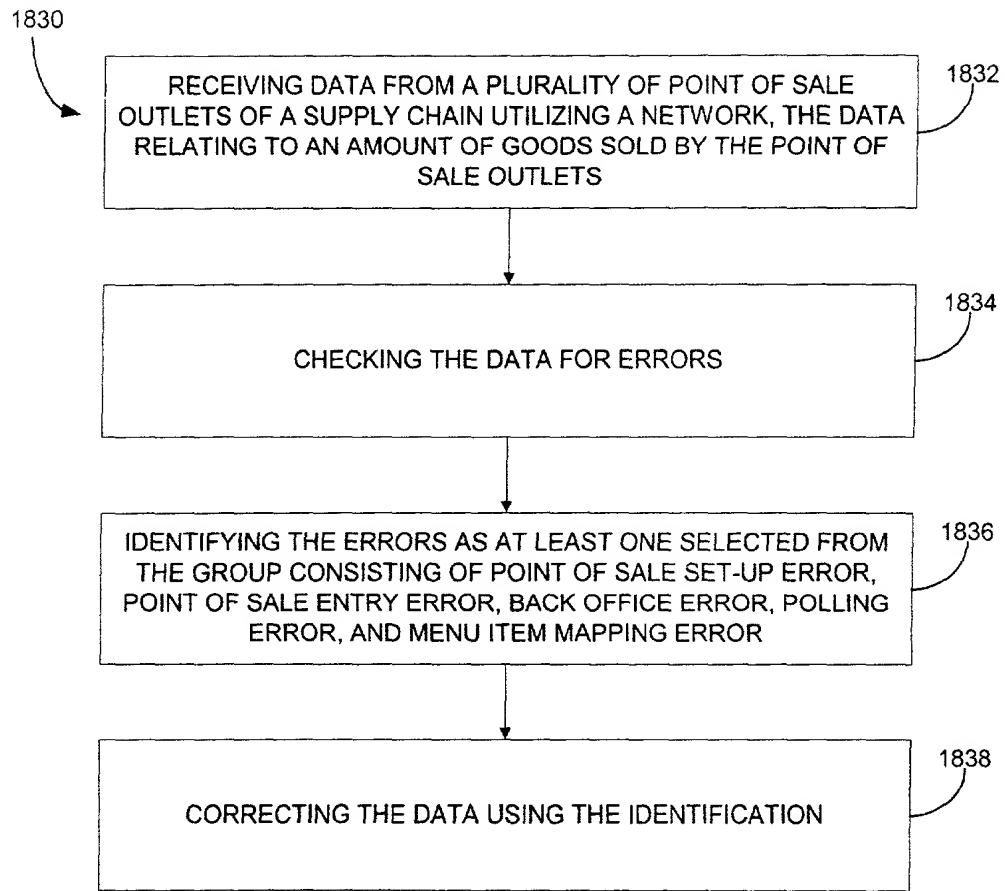 1830
RECEIVING DATA FROM A PLURALITY OF POINT OF SALE
OUTLETS OF A SUPPLY CHAIN UTILIZING A NETWORK, THE DATA
RELATING TO AN AMOUNT OF GOODS SOLD BY THE POINT OF
SALE OUTLETS
1832
CHECKING THE DATA FOR ERRORS
1834
IDENTIFYING THE ERRORS AS AT LEAST ONE SELECTED FROM
THE GROUP CONSISTING OF POINT OF SALE SET-UP ERROR,
POINT OF SALE ENTRY ERROR, BACK OFFICE ERROR, POLLING
ERROR, AND MENU ITEM MAPPING ERROR
1836
CORRECTING THE DATA USING THE IDENTIFICATION
1838